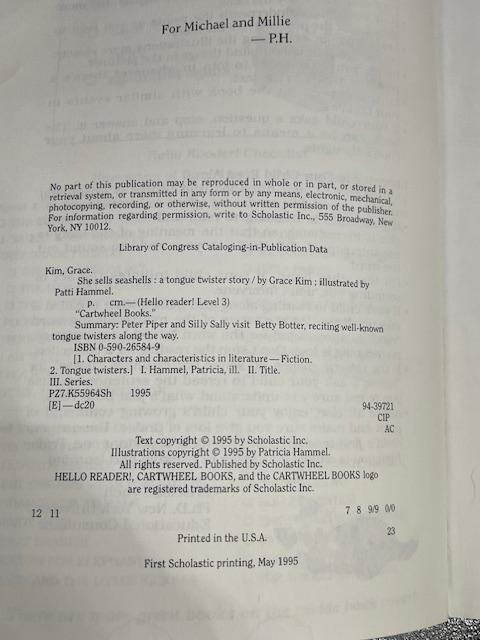 For Michael and Millie
— P.H.
No part of this publication may be reproduced in whole or in part, or stored in a
retrieval system, or transmitted in any form or by any means, electronic, mechanical,
photocopying, recording, or otherwise, without written permission of the publisher.
For information regarding permission, write to Scholastic Inc., 555 Broadway, New
York, NY 10012.
Library of Congress Cataloging-in-Publication Data
Kim, Grace.
She sells seashells : a tongue twister story / by Grace Kim ; illustrated by
Patti Hammel.
p. cm.— (Hello reader! Level 3)
"Cartwheel Books."
Summary: Peter Piper and Silly Sally visit Betty Botter, reciting well-known
tongue twisters along the way.
ISBN 0-590-26584-9
[1. Characters and characteristics in literature — Fiction.
2. Tongue twisters.] I. Hammel, Patricia, ill. II. Title.
III. Series.
PZ7.K55964Sh 1995
[E] — dc20 94-39721
CIP
AC
Text copyright © 1995 by Scholastic Inc.
Illustrations copyright © 1995 by Patricia Hammel.
All rights reserved. Published by Scholastic Inc.
HELLO READER!, CARTWHEEL BOOKS, and the CARTWHEEL BOOKS logo
are registered trademarks of Scholastic Inc.
12 11 7 8 9/9 0/0
Printed in the U.S.A. 23
First Scholastic printing, May 1995